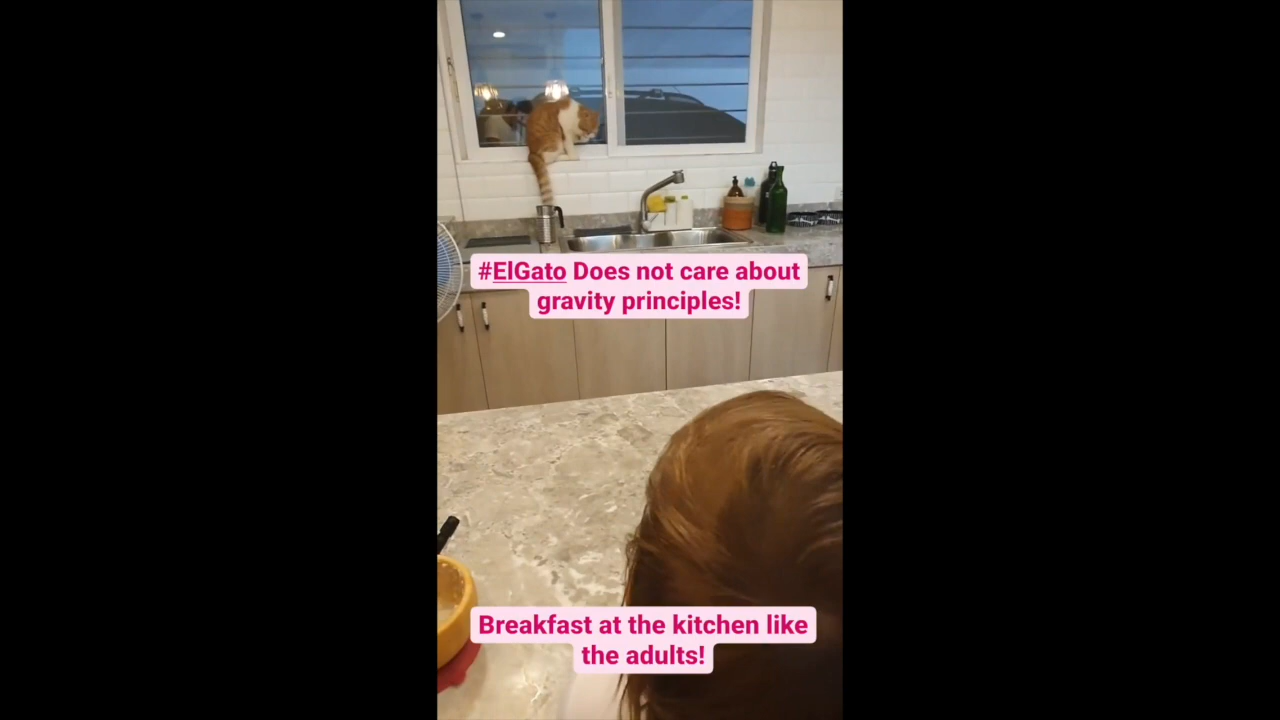 #ElGato Does not care about
gravity principles!
Breakfast at the kitchen like
the adults!